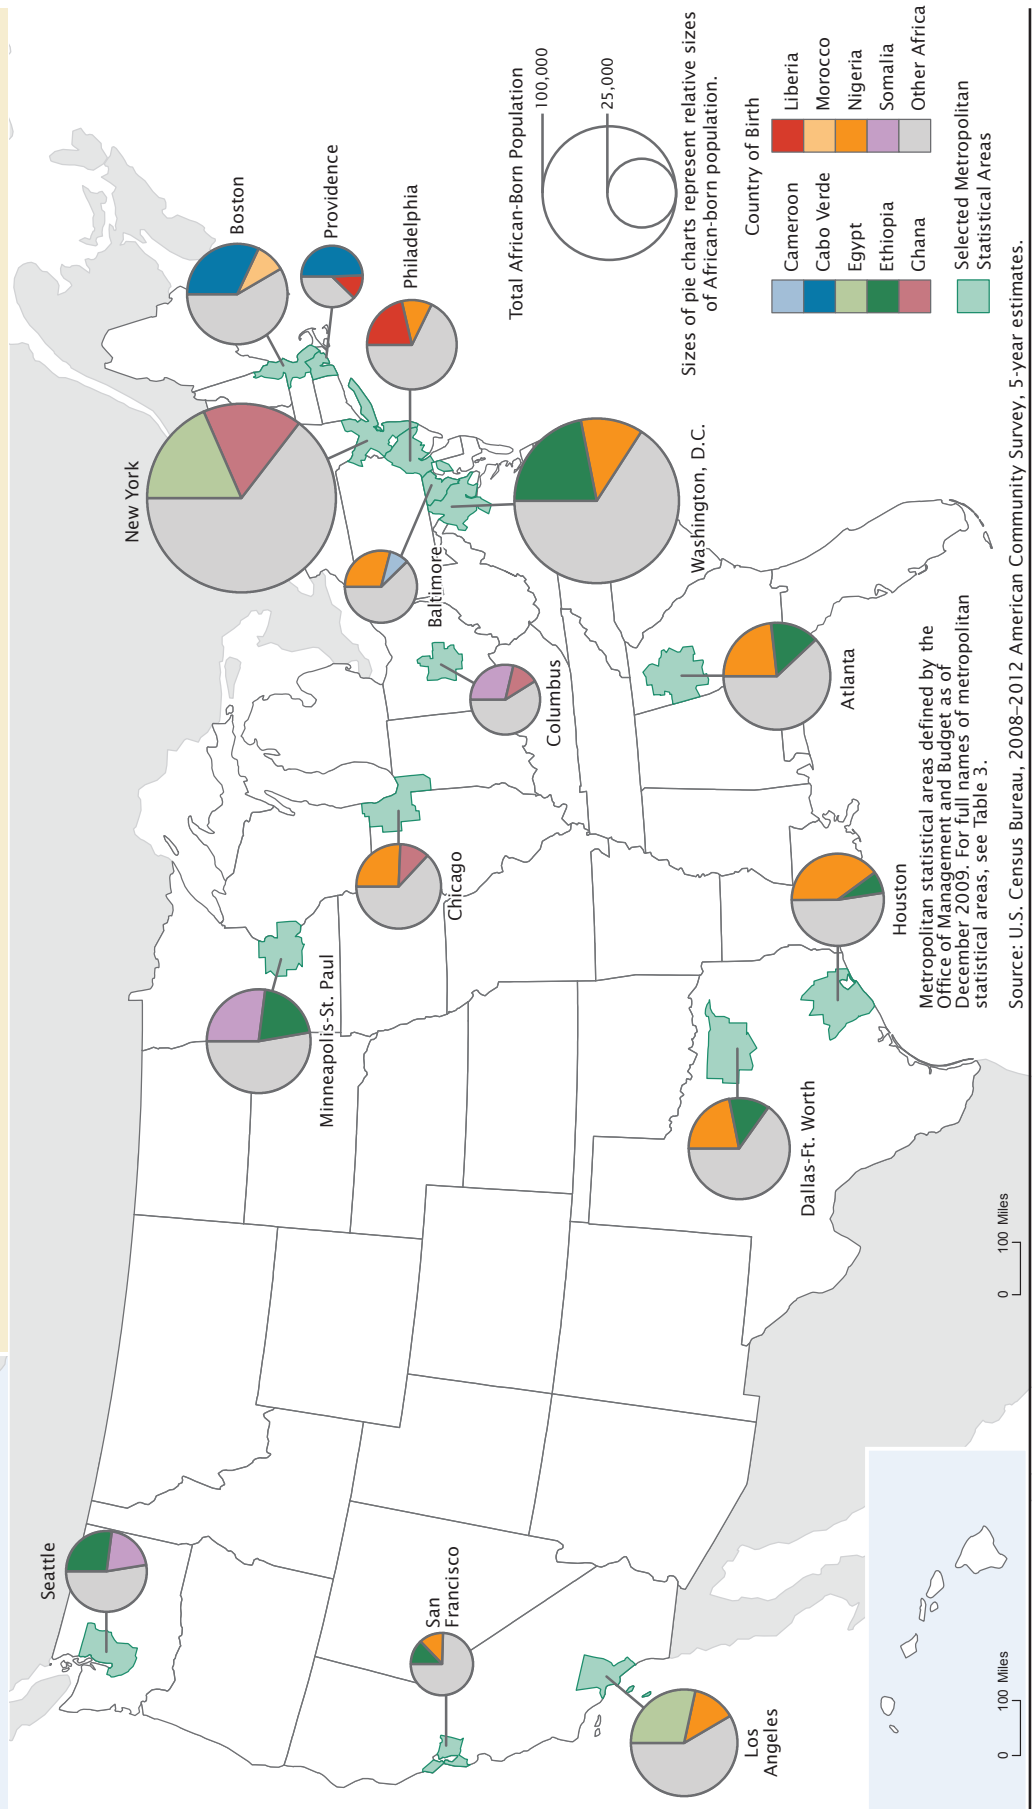 Seattle
San
Francisco
Los
Angeles
Minneapolis-St. Paul
Dallas-Ft. Worth
Houston
Chicago
Columbus
Atlanta
New York
Baltimore
Washington, D.C.
Boston
Providence
Philadelphia
Total African-Born Population
100,000
25,000
Sizes of pie charts represent relative sizes
of African-born population.
Country of Birth
Cameroon
Cabo Verde
Egypt
Ethiopia
Ghana
Liberia
Morocco
Nigeria
Somalia
Other Africa
Selected Metropolitan
Statistical Areas
0 100 Miles
0 100 Miles
Metropolitan statistical areas defined by the
Office of Management and Budget as of
December 2009. For full names of metropolitan
statistical areas, see Table 3.
Source: U.S. Census Bureau, 2008–2012 American Community Survey, 5-year estimates.